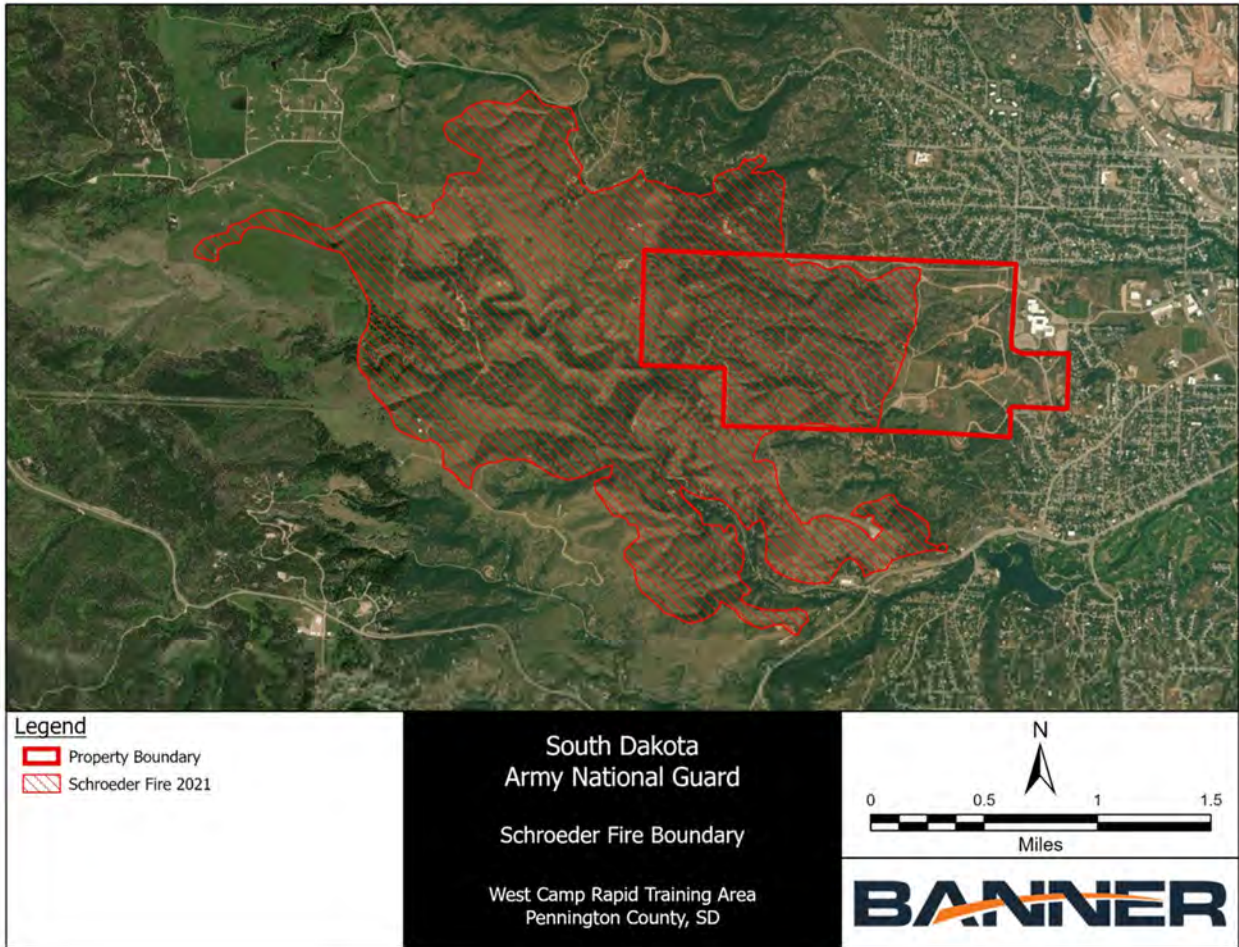 Legend
Property Boundary
Schroeder Fire 2021
South Dakota
Army National Guard
Schroeder Fire Boundary
West Camp Rapid Training Area
Pennington County, SD
N
0 0.5 1 1.5
Miles
BANNER